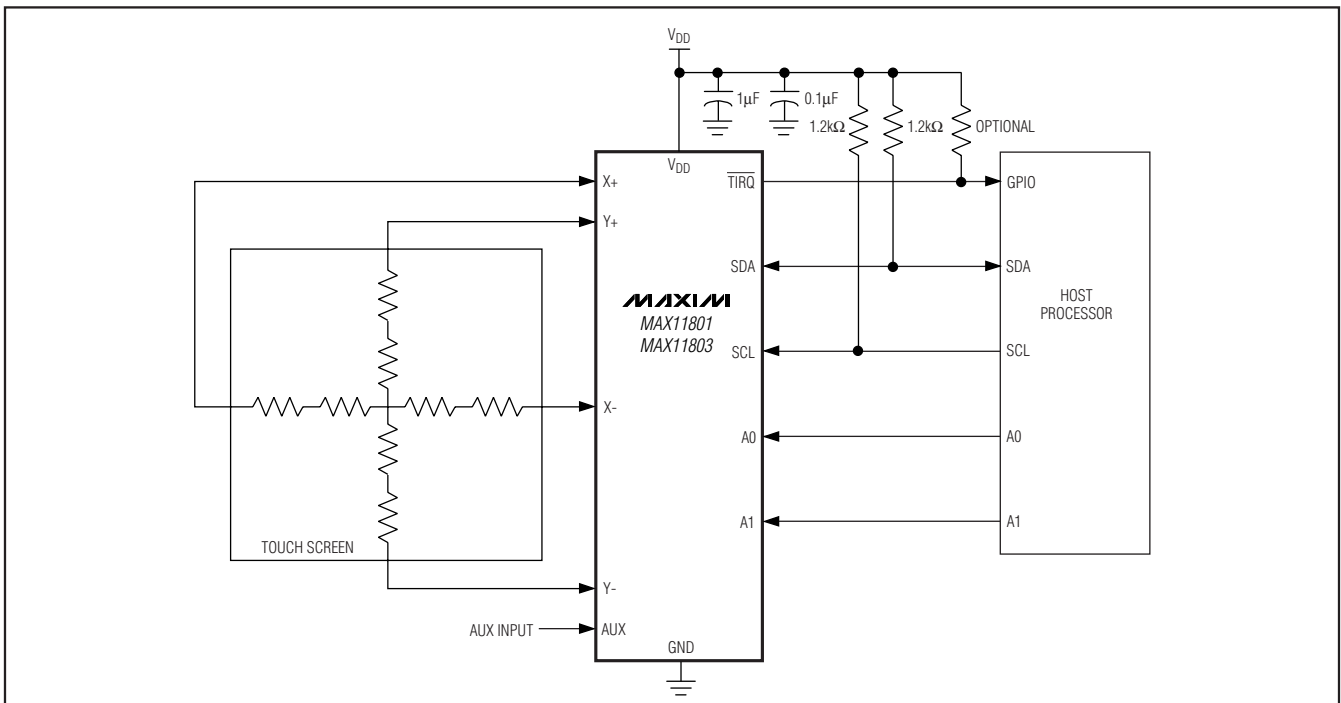 VDD
1µF
0.1µF
1.2kΩ
1.2kΩ
OPTIONAL
VDD
X+
TIRQ
GPIO
Y+
SDA
SDA
HOST
PROCESSOR
MAXIM
MAX11801
MAX11803
SCL
SCL
X-
A0
A0
A1
A1
TOUCH SCREEN
Y-
AUX INPUT
AUX
GND